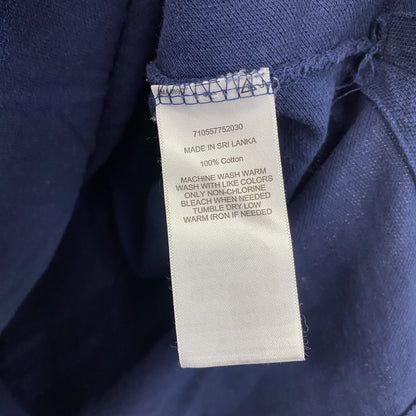 710557752030
MADE IN SRI LANKA
100% Cotton
MACHINE WASH WARM
WASH WITH LIKE COLORS
ONLY NON-CHLORINE
BLEACH WHEN NEEDED
TUMBLE DRY LOW
WARM IRON IF NEEDED